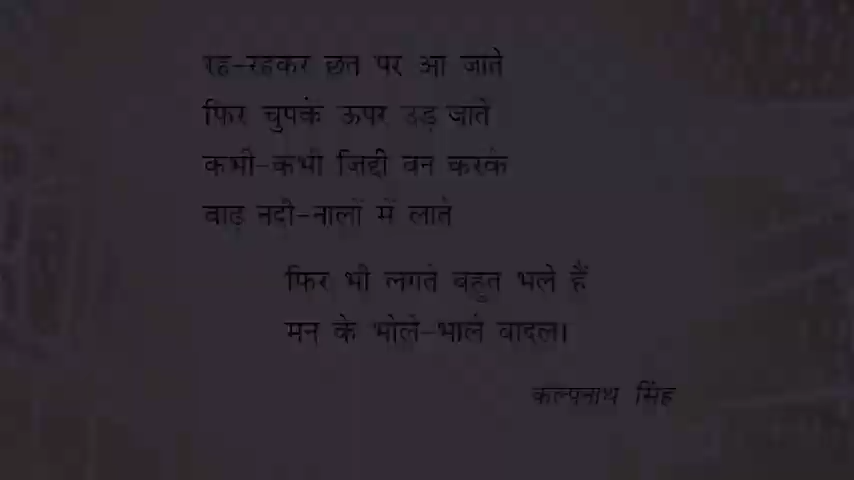 रह-रहकर छत पर आ जाते
फिर चुपके ऊपर उड़ जाते
कभी-कभी ज़िद्दी बन करके
बाढ़ नदी-नालों में लाते
फिर भी लगते बहुत भले हैं
मन के भोले-भाले बादल।
कल्पनाथ सिंह